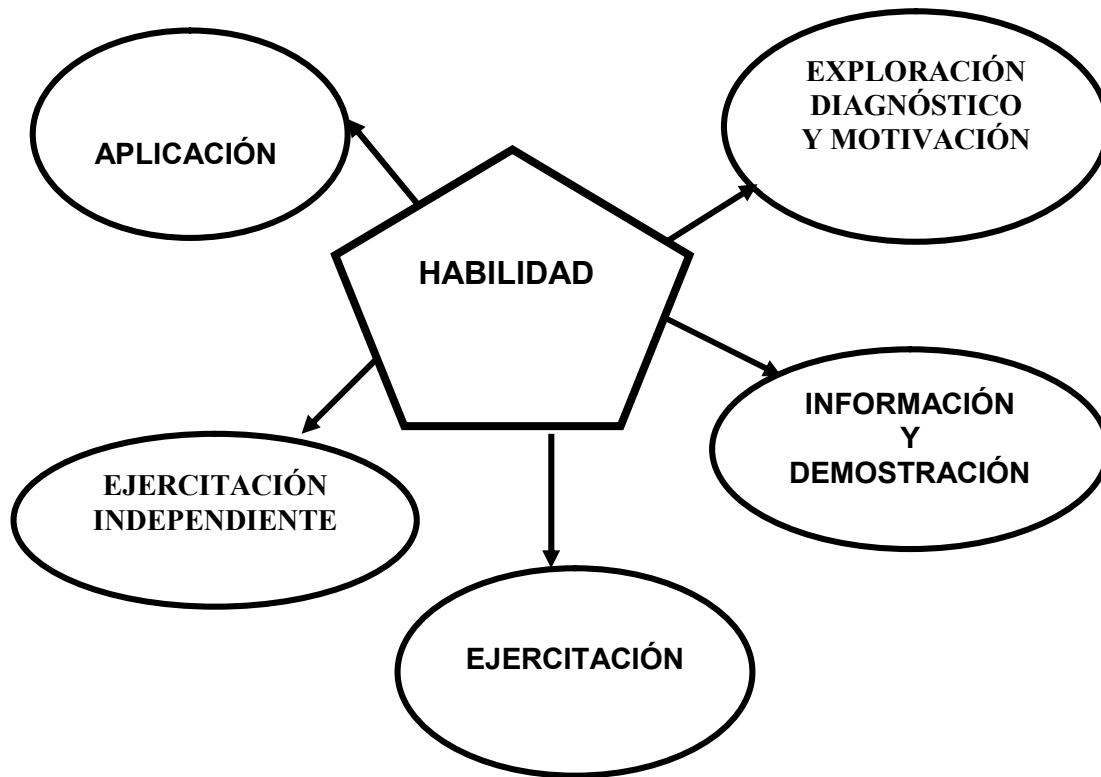 EXPLORACIÓN
DIAGNÓSTICO
Y MOTIVACIÓN
APLICACIÓN
HABILIDAD
INFORMACIÓN
Y
DEMOSTRACIÓN
EJERCITACIÓN
INDEPENDIENTE
EJERCITACIÓN